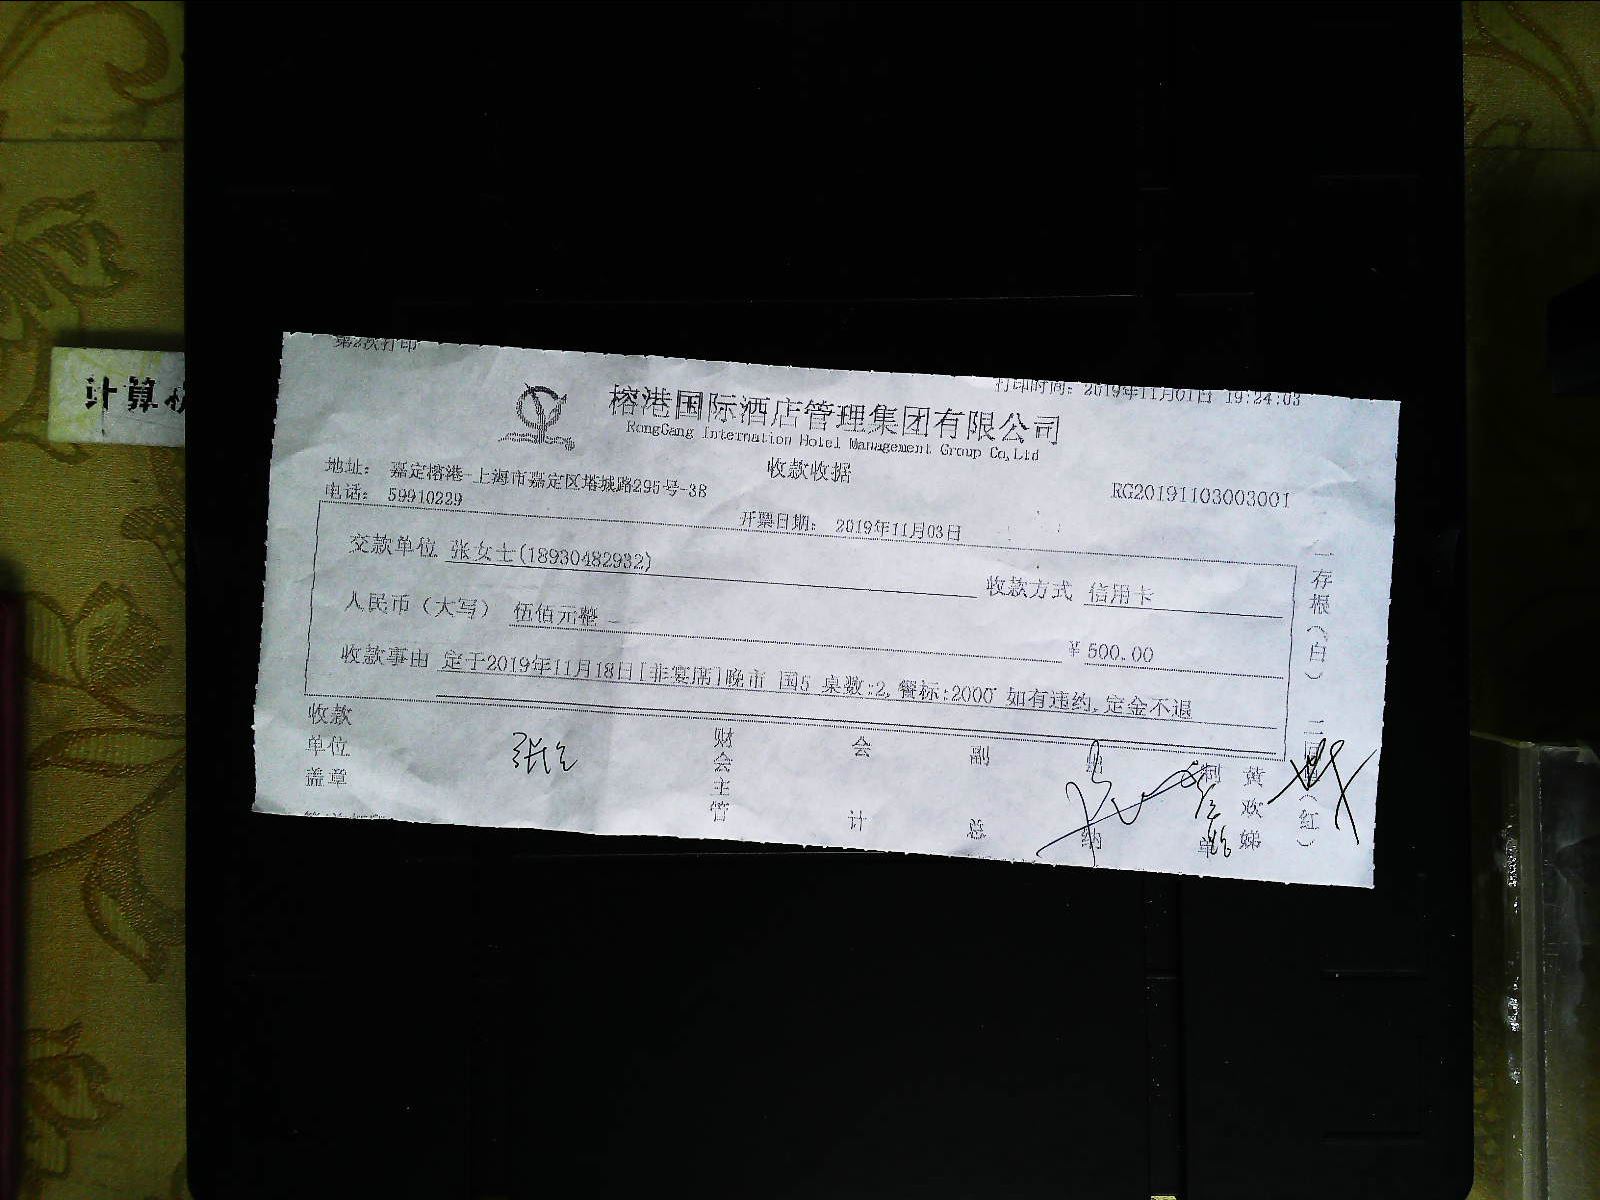 第2次打印
打印时间: 2019年11月01日 19:24:03
榕港国际酒店管理集团有限公司
RongGang Internation Hotel Management Group Co,Ltd
收款收据
地址: 嘉定榕港-上海市嘉定区塔城路295号-3B
RG20191103003001
电话: 59910229
开票日期: 2019年11月03日
交款单位 张女士(18930482932)
收款方式 信用卡
人民币（大写） 伍佰元整
￥500.00
收款事由 定于2019年11月18日[非宴席]晚市 国5 桌数:2,餐标:2000 如有违约,定金不退
收款单位盖章
财会主管
会计
副总
出纳
制单
黄欢娣
一存根（白） 二
（红）
计算